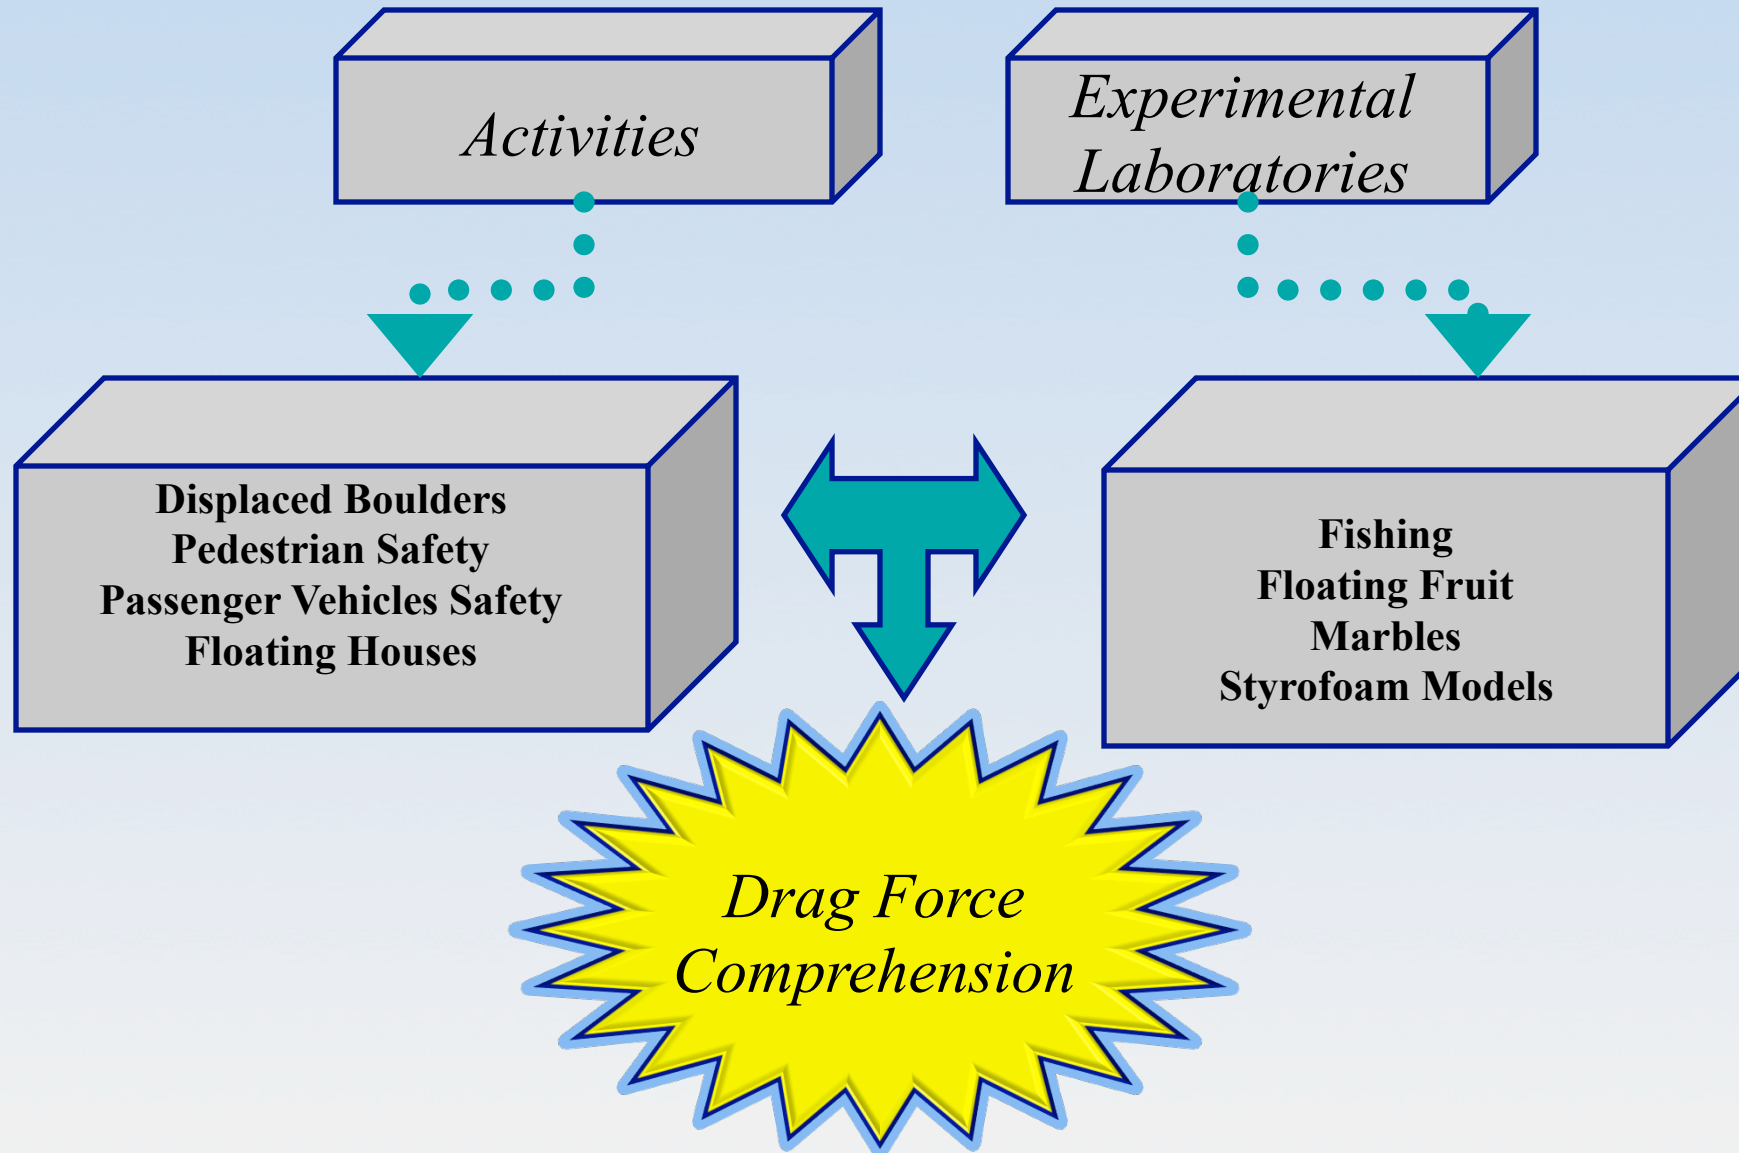 Activities
Experimental
Laboratories
Displaced Boulders
Pedestrian Safety
Passenger Vehicles Safety
Floating Houses
Fishing
Floating Fruit
Marbles
Styrofoam Models
Drag Force
Comprehension